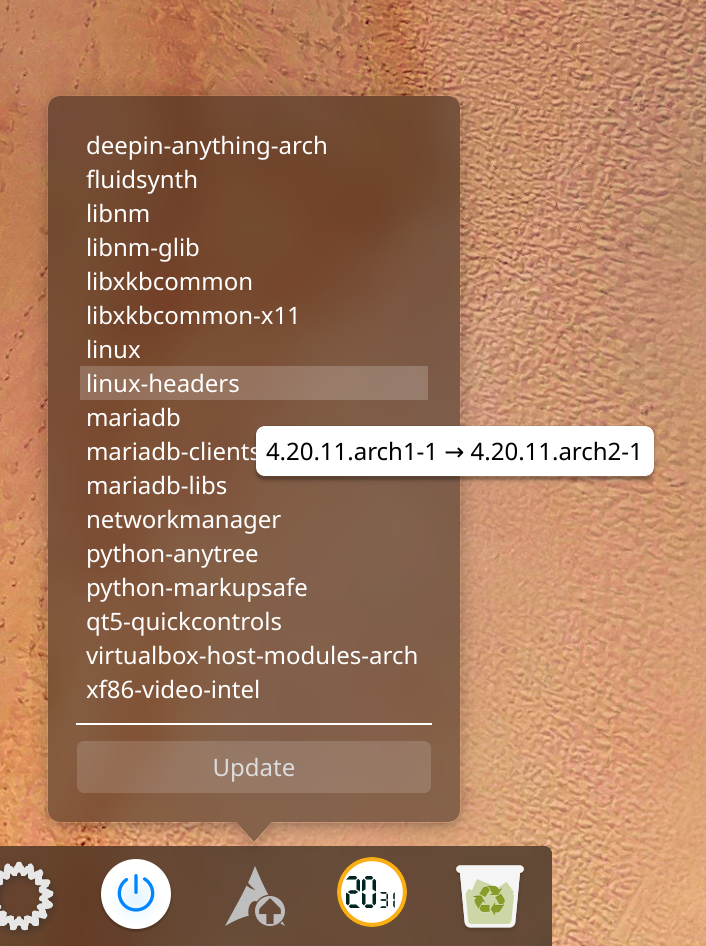 deepin-anything-arch
fluidsynth
libnm
libnm-glib
libxkbcommon
libxkbcommon-x11
linux
linux-headers
mariadb
mariadb-clients
4.20.11.arch1-1 → 4.20.11.arch2-1
mariadb-libs
networkmanager
python-anytree
python-markupsafe
qt5-quickcontrols
virtualbox-host-modules-arch
xf86-video-intel
Update
20 31